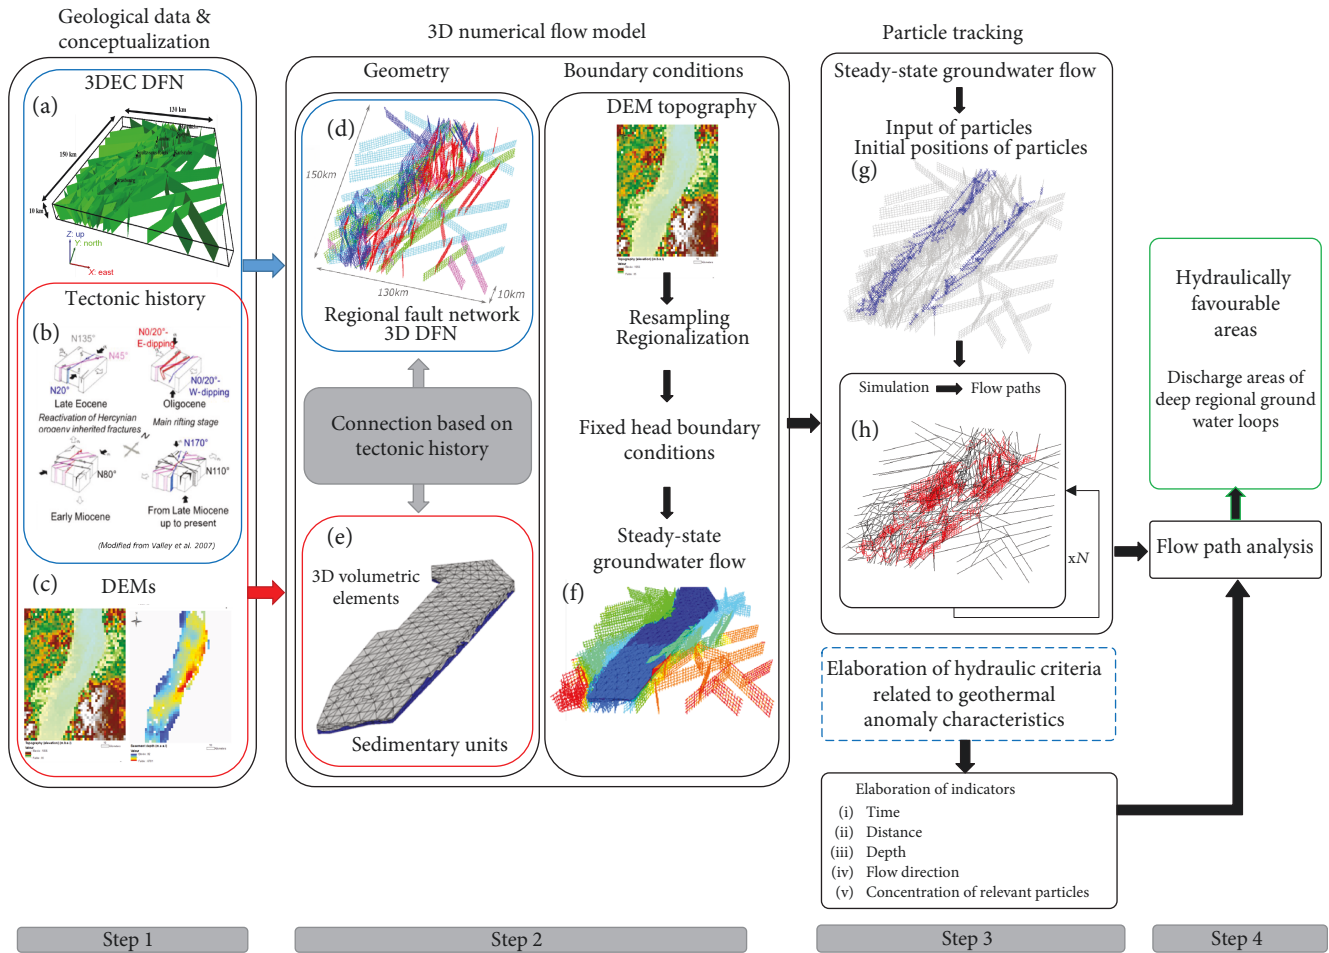 Geological data &
conceptualization
3DEC DFN
(a)
130 km
150 km
10 km
Z: up
Y: north
X: east
Tectonic history
(b)
N135°
N45°
N20°
Late Eocene
N0/20°-
E-dipping
N0/20°-
W-dipping
Oligocene
Reactivation of Hercynian
orogeny inherited fractures
Main rifting stage
N
N80°
Early Miocene
N170°
N110°
From Late Miocene
up to present
(Modified from Valley et al. 2007)
(c)
DEMs
Step 1
3D numerical flow model
Geometry
(d)
150km
130km
10km
Regional fault network
3D DFN
Connection based on
tectonic history
(e)
3D volumetric
elements
Sedimentary units
Boundary conditions
DEM topography
Resampling
Regionalization
Fixed head boundary
conditions
Steady-state
groundwater flow
(f)
Step 2
Particle tracking
Steady-state groundwater flow
Input of particles
Initial positions of particles
(g)
Simulation
Flow paths
(h)
xN
Elaboration of hydraulic criteria
related to geothermal
anomaly characteristics
Elaboration of indicators
(i) Time
(ii) Distance
(iii) Depth
(iv) Flow direction
(v) Concentration of relevant particles
Step 3
Hydraulically
favourable
areas
Discharge areas of
deep regional ground
water loops
Flow path analysis
Step 4